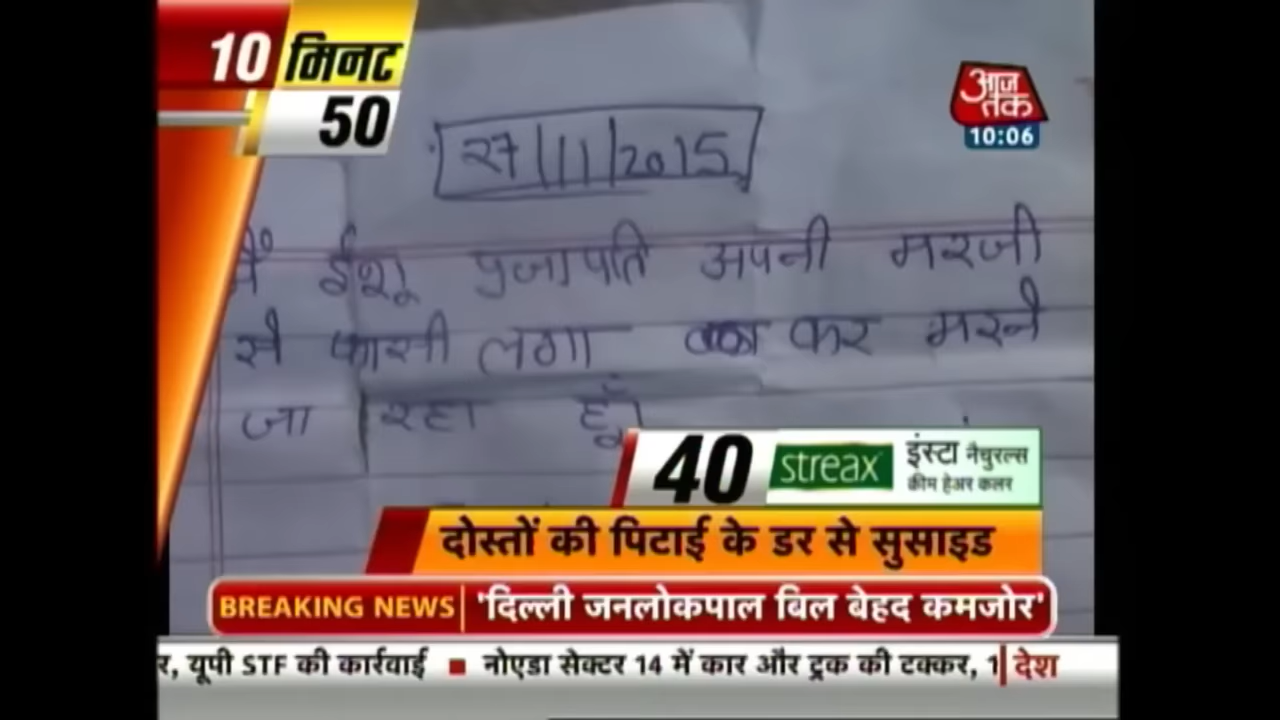 10 मिनट
50
आज
तक
10:06
27/11/2015
मैं ईशू प्रजापति अपनी मरजी
से फासी लगा कर मरने
जा रहा हूँ।
40 streax इंस्टा नैचुरल्स
क्रीम हेअर कलर
दोस्तों की पिटाई के डर से सुसाइड
BREAKING NEWS 'दिल्ली जनलोकपाल बिल बेहद कमजोर'
र, यूपी STF की कार्रवाई ■ नोएडा सेक्टर 14 में कार और ट्रक की टक्कर, 1 देश